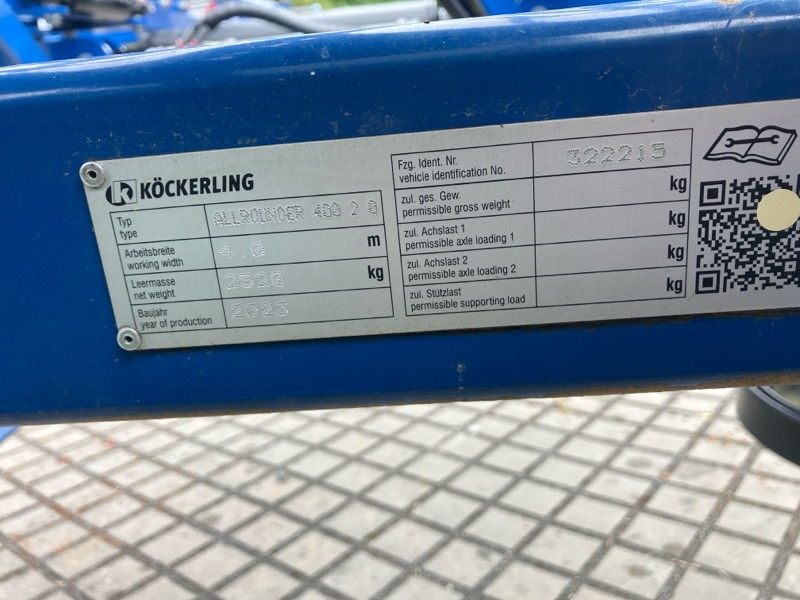 KÖCKERLING
Typ
type
ALLROUNDER 400 2 0
Arbeitsbreite
working width
4.0 m
Leermasse
net weight
2520 kg
Baujahr
year of production
2023
Fzg. Ident. Nr.
vehicle identification No.
322215
zul. ges. Gew.
permissible gross weight
kg
zul. Achslast 1
permissible axle loading 1
kg
zul. Achslast 2
permissible axle loading 2
kg
zul. Stützlast
permissible supporting load
kg